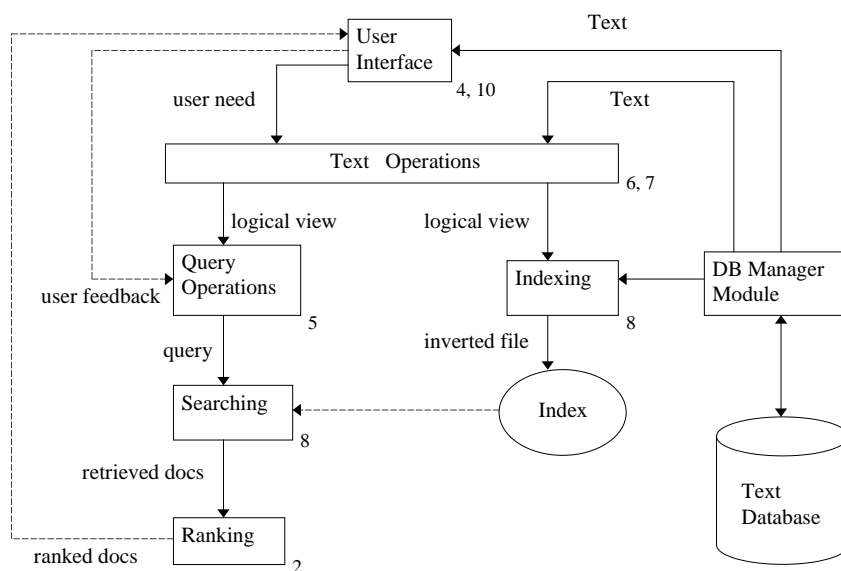 User
Interface
4, 10
Text
user need
Text
Text Operations
6, 7
logical view
logical view
Query
Operations
5
user feedback
Indexing
8
DB Manager
Module
query
inverted file
Searching
8
Index
retrieved docs
Text
Database
Ranking
2
ranked docs